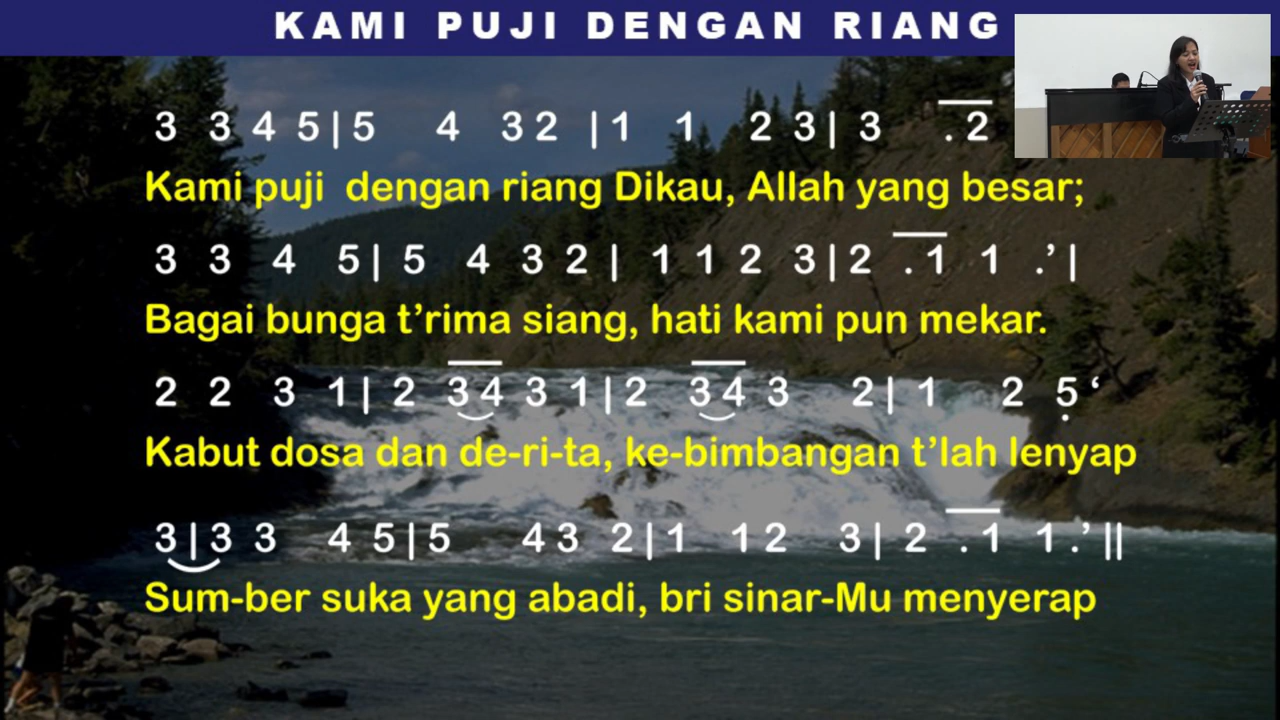 KAMI PUJI DENGAN RIANG
3 3 4 5 | 5 4 3 2 | 1 1 2 3 | 3 . 2
Kami puji dengan riang Dikau, Allah yang besar;
3 3 4 5 | 5 4 3 2 | 1 1 2 3 | 2 . 1 1 .’ |
Bagai bunga t’rima siang, hati kami pun mekar.
2 2 3 1 | 2 3 4 3 1 | 2 3 4 3 2 | 1 2 5 ‘
Kabut dosa dan de-ri-ta, ke-bimbangan t’lah lenyap
3 | 3 3 4 5 | 5 4 3 2 | 1 1 2 3 | 2 . 1 1 .’ ||
Sum-ber suka yang abadi, bri sinar-Mu menyerap